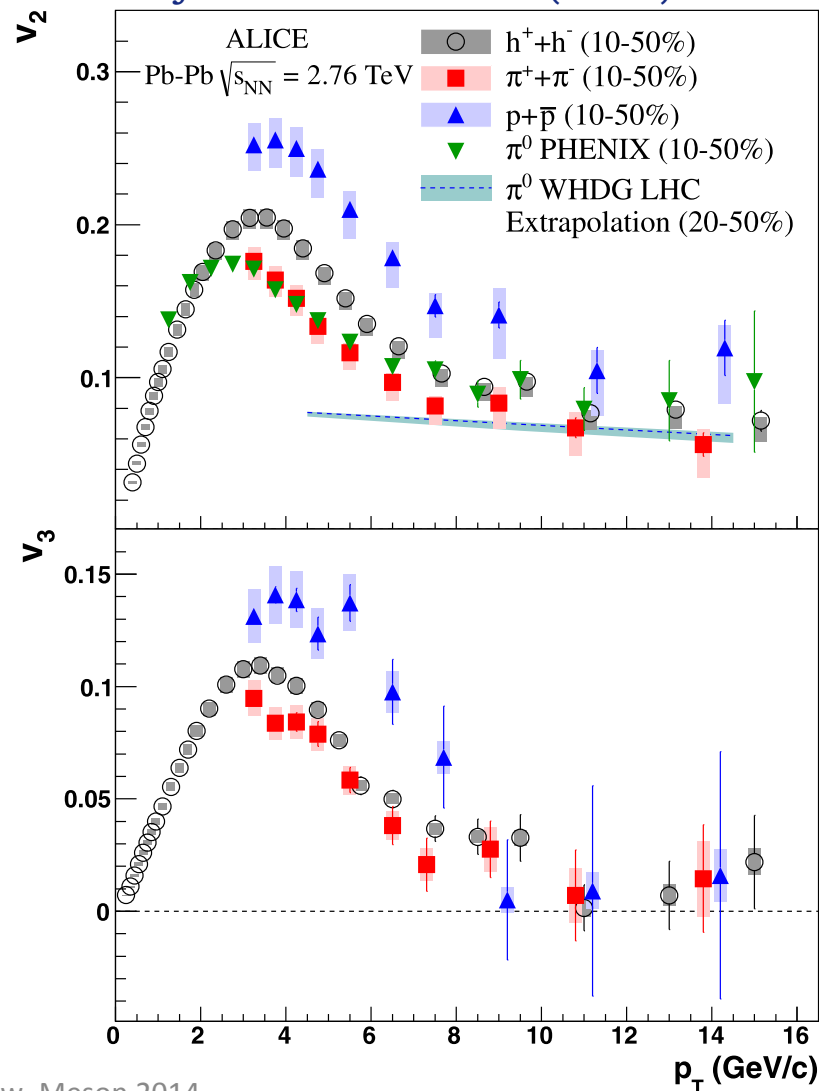 v2
ALICE
Pb-Pb √sNN = 2.76 TeV
h+ + h- (10-50%)
π+ + π- (10-50%)
p + p̅ (10-50%)
π0 PHENIX (10-50%)
π0 WHDG LHC
Extrapolation (20-50%)
0.3
0.2
0.1
v3
0.15
0.1
0.05
0
0 2 4 6 8 10 12 14 16
pT (GeV/c)
w, Meson 2014